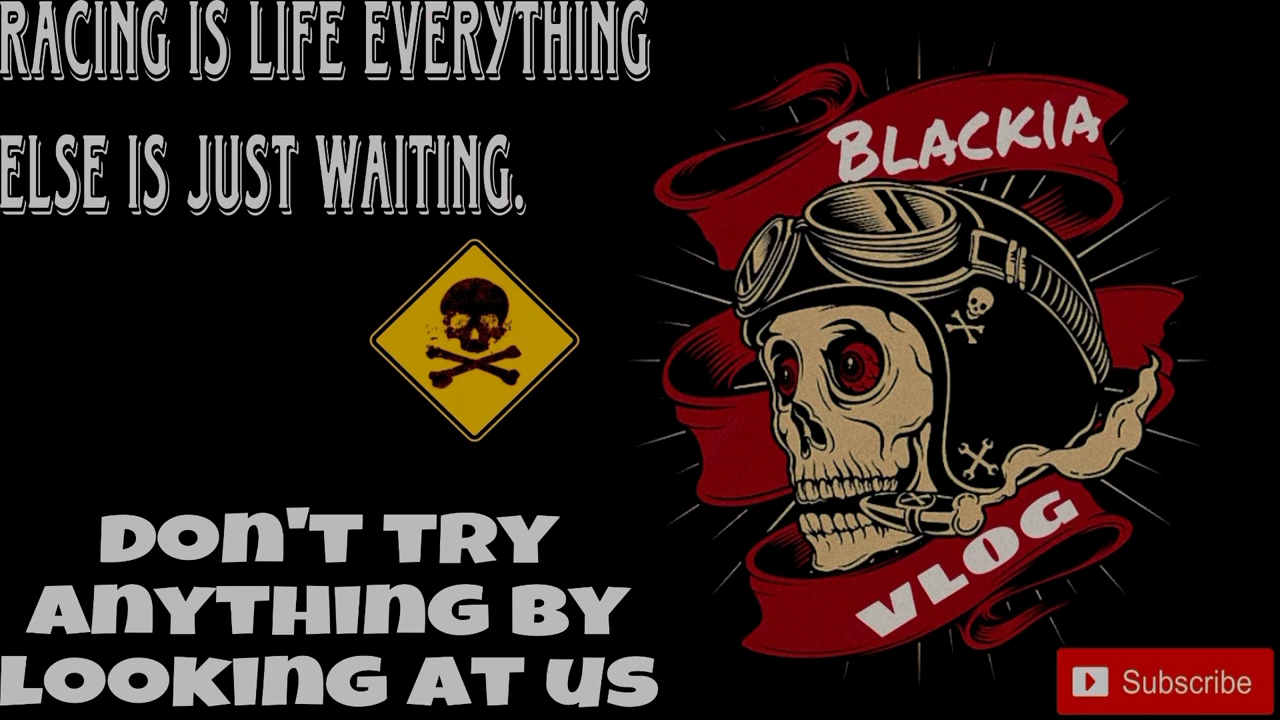 RACING IS LIFE EVERYTHING
ELSE IS JUST WAITING.
BLACKIA
DON'T TRY
ANYTHING BY
LOOKING AT US
VLOG
Subscribe